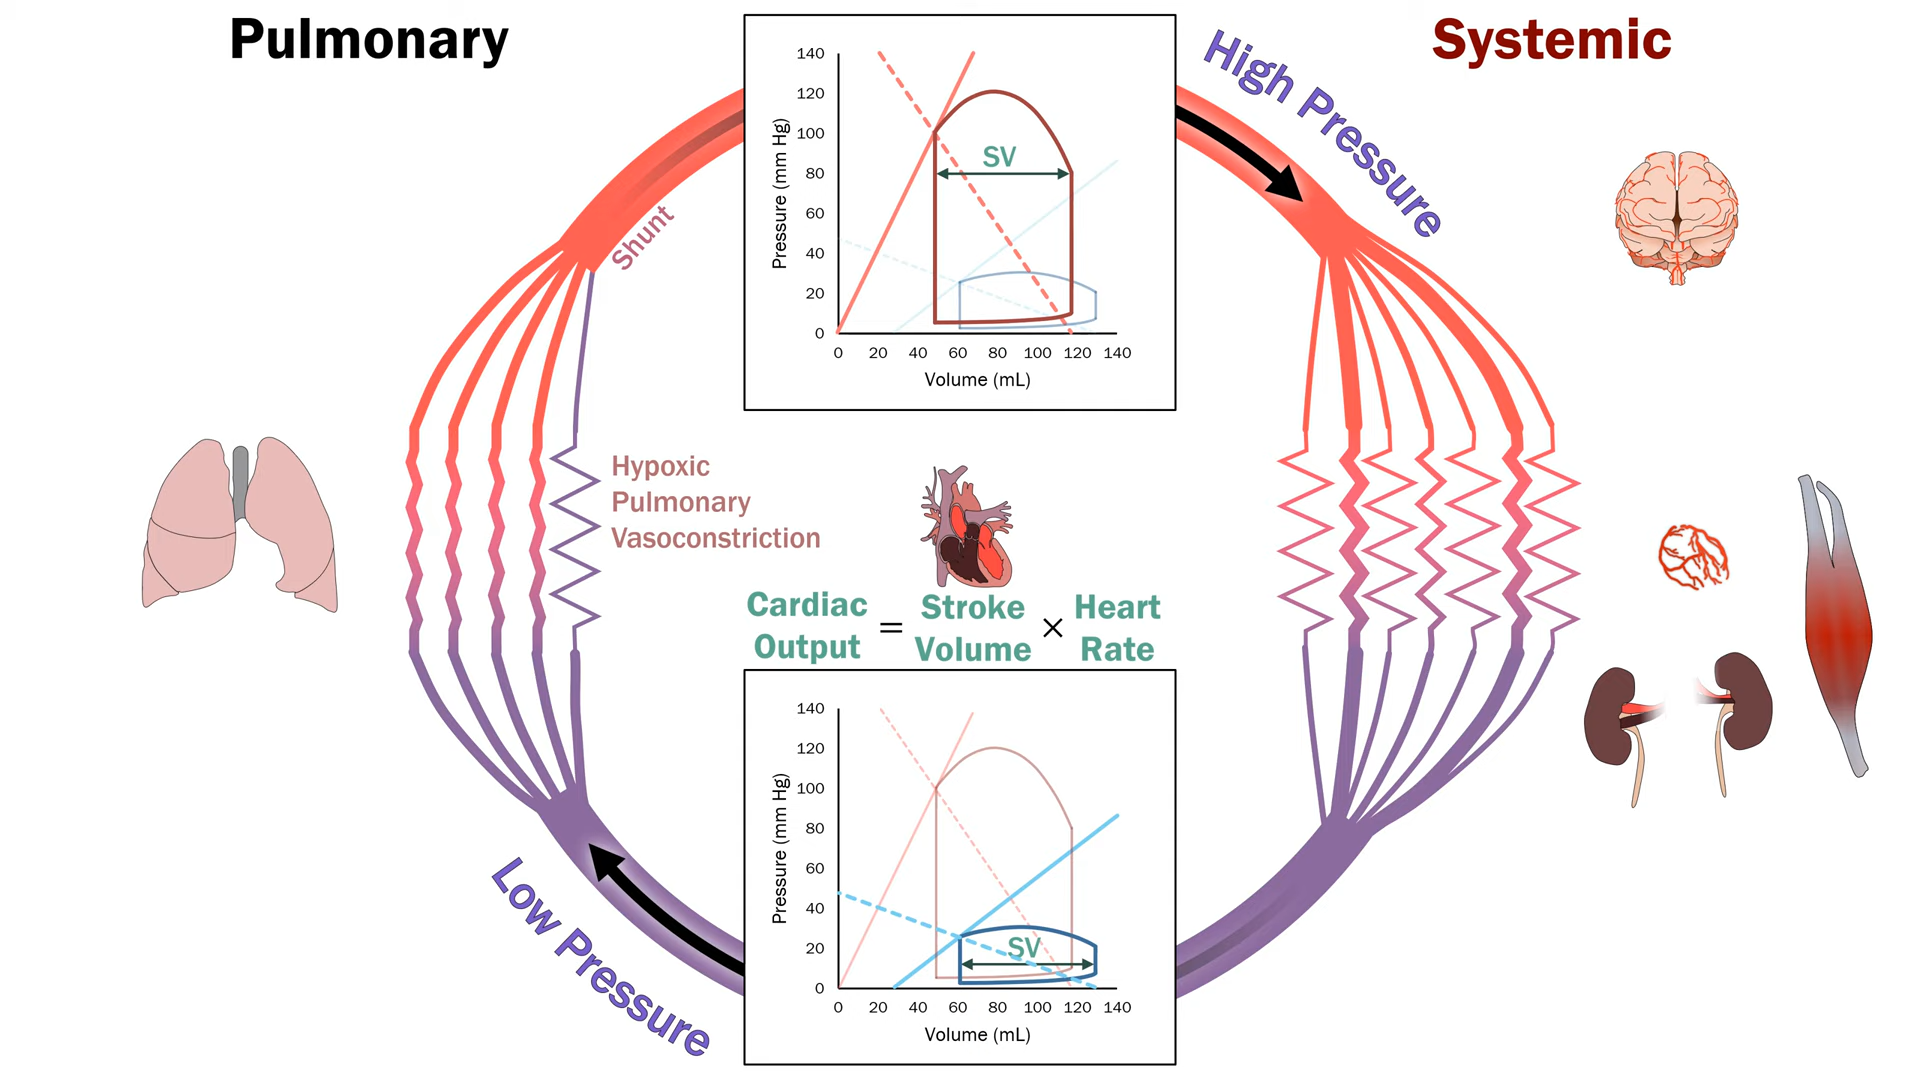 Pulmonary
Systemic
High Pressure
140
120
100
80
60
40
20
0
Pressure (mm Hg)
SV
0 20 40 60 80 100 120 140
Volume (mL)
Shunt
Hypoxic
Pulmonary
Vasoconstriction
Cardiac
Output
=
Stroke
Volume
×
Heart
Rate
140
120
100
80
60
40
20
0
Pressure (mm Hg)
SV
0 20 40 60 80 100 120 140
Volume (mL)
Low Pressure